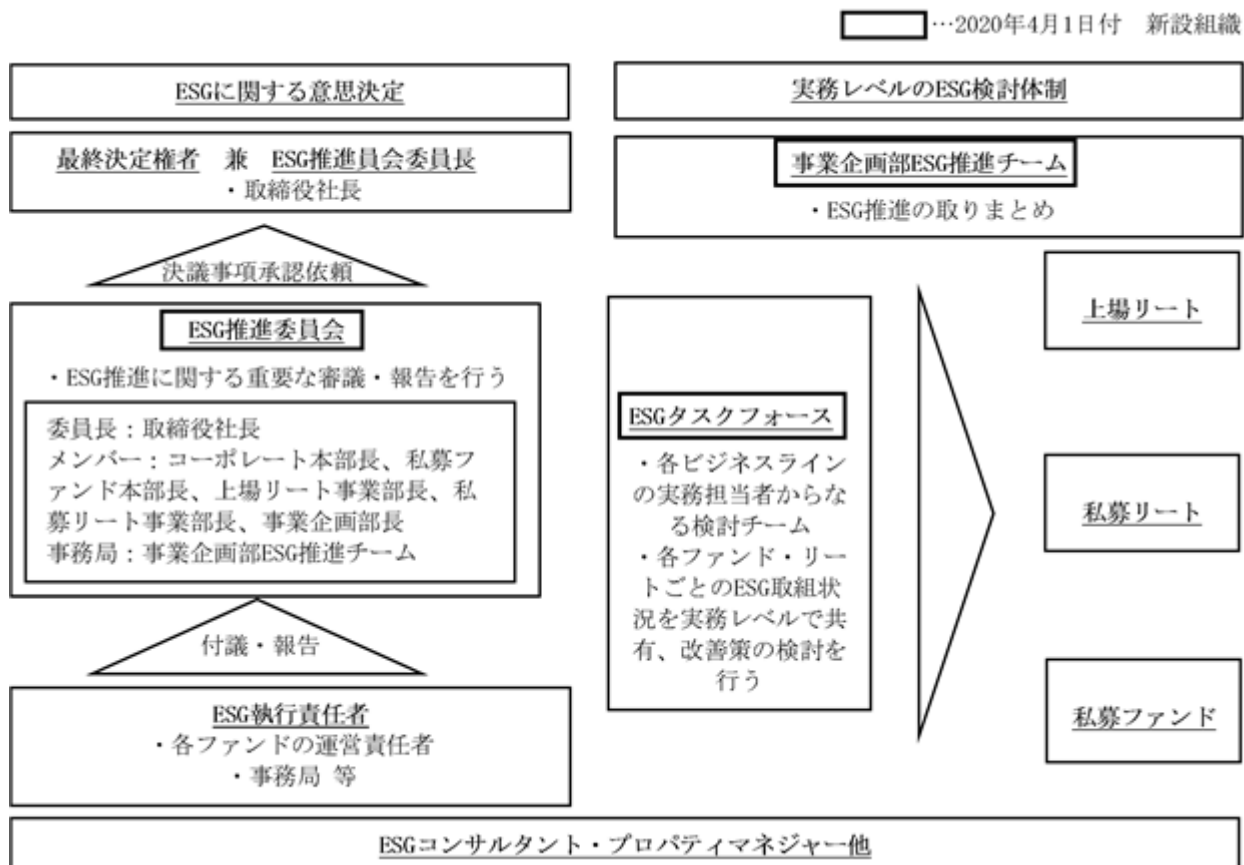 …2020年4月1日付　新設組織
ESGに関する意思決定
最終決定権者　兼　ESG推進員会委員長
・取締役社長
決議事項承認依頼
ESG推進委員会
・ESG推進に関する重要な審議・報告を行う
委員長：取締役社長
メンバー：コーポレート本部長、私募フ
ァンド本部長、上場リート事業部長、私
募リート事業部長、事業企画部長
事務局：事業企画部ESG推進チーム
付議・報告
ESG執行責任者
・各ファンドの運営責任者
・事務局 等
実務レベルのESG検討体制
事業企画部ESG推進チーム
・ESG推進の取りまとめ
ESGタスクフォース
・各ビジネスライン
の実務担当者からな
る検討チーム
・各ファンド・リー
トごとのESG取組状
況を実務レベルで共
有、改善策の検討を
行う
上場リート
私募リート
私募ファンド
ESGコンサルタント・プロパティマネジャー他